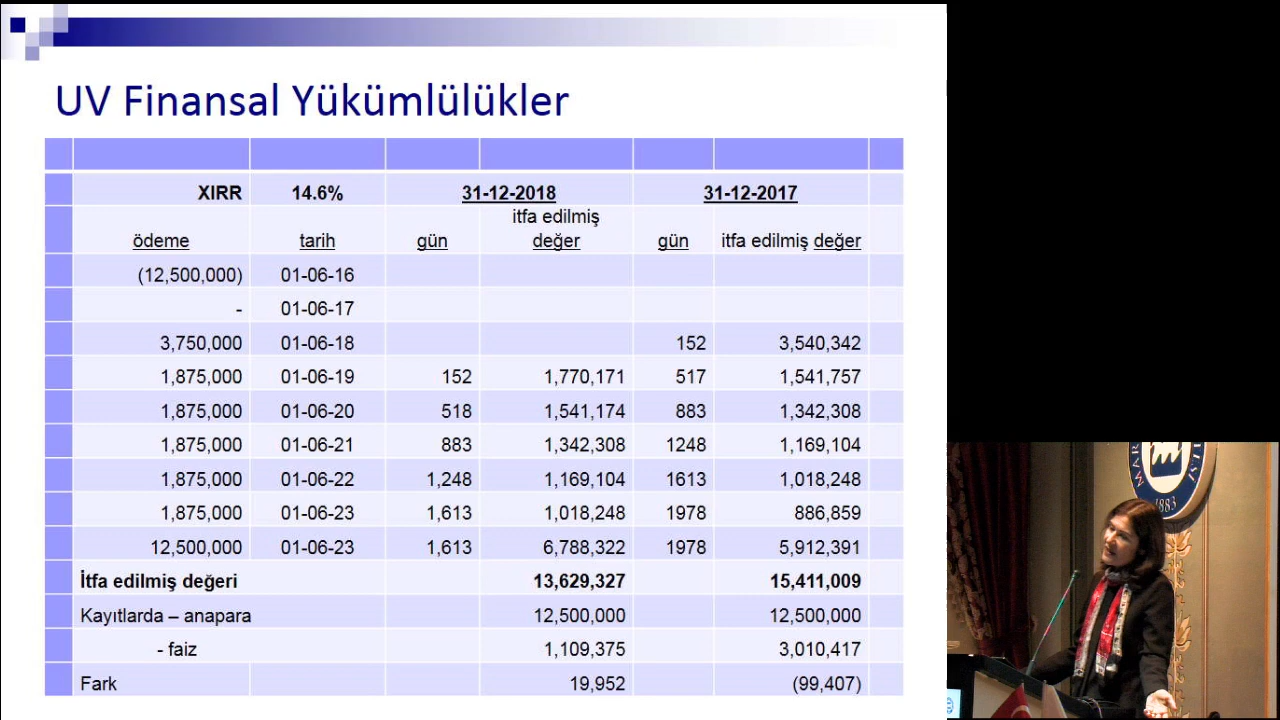 UV Finansal Yükümlülükler
XIRR 14.6% 31-12-2018 31-12-2017
ödeme tarih gün itfa edilmiş değer gün itfa edilmiş değer
(12,500,000) 01-06-16
- 01-06-17
3,750,000 01-06-18 152 3,540,342
1,875,000 01-06-19 152 1,770,171 517 1,541,757
1,875,000 01-06-20 518 1,541,174 883 1,342,308
1,875,000 01-06-21 883 1,342,308 1248 1,169,104
1,875,000 01-06-22 1,248 1,169,104 1613 1,018,248
1,875,000 01-06-23 1,613 1,018,248 1978 886,859
12,500,000 01-06-23 1,613 6,788,322 1978 5,912,391
İtfa edilmiş değeri 13,629,327 15,411,009
Kayıtlarda – anapara 12,500,000 12,500,000
- faiz 1,109,375 3,010,417
Fark 19,952 (99,407)
1883